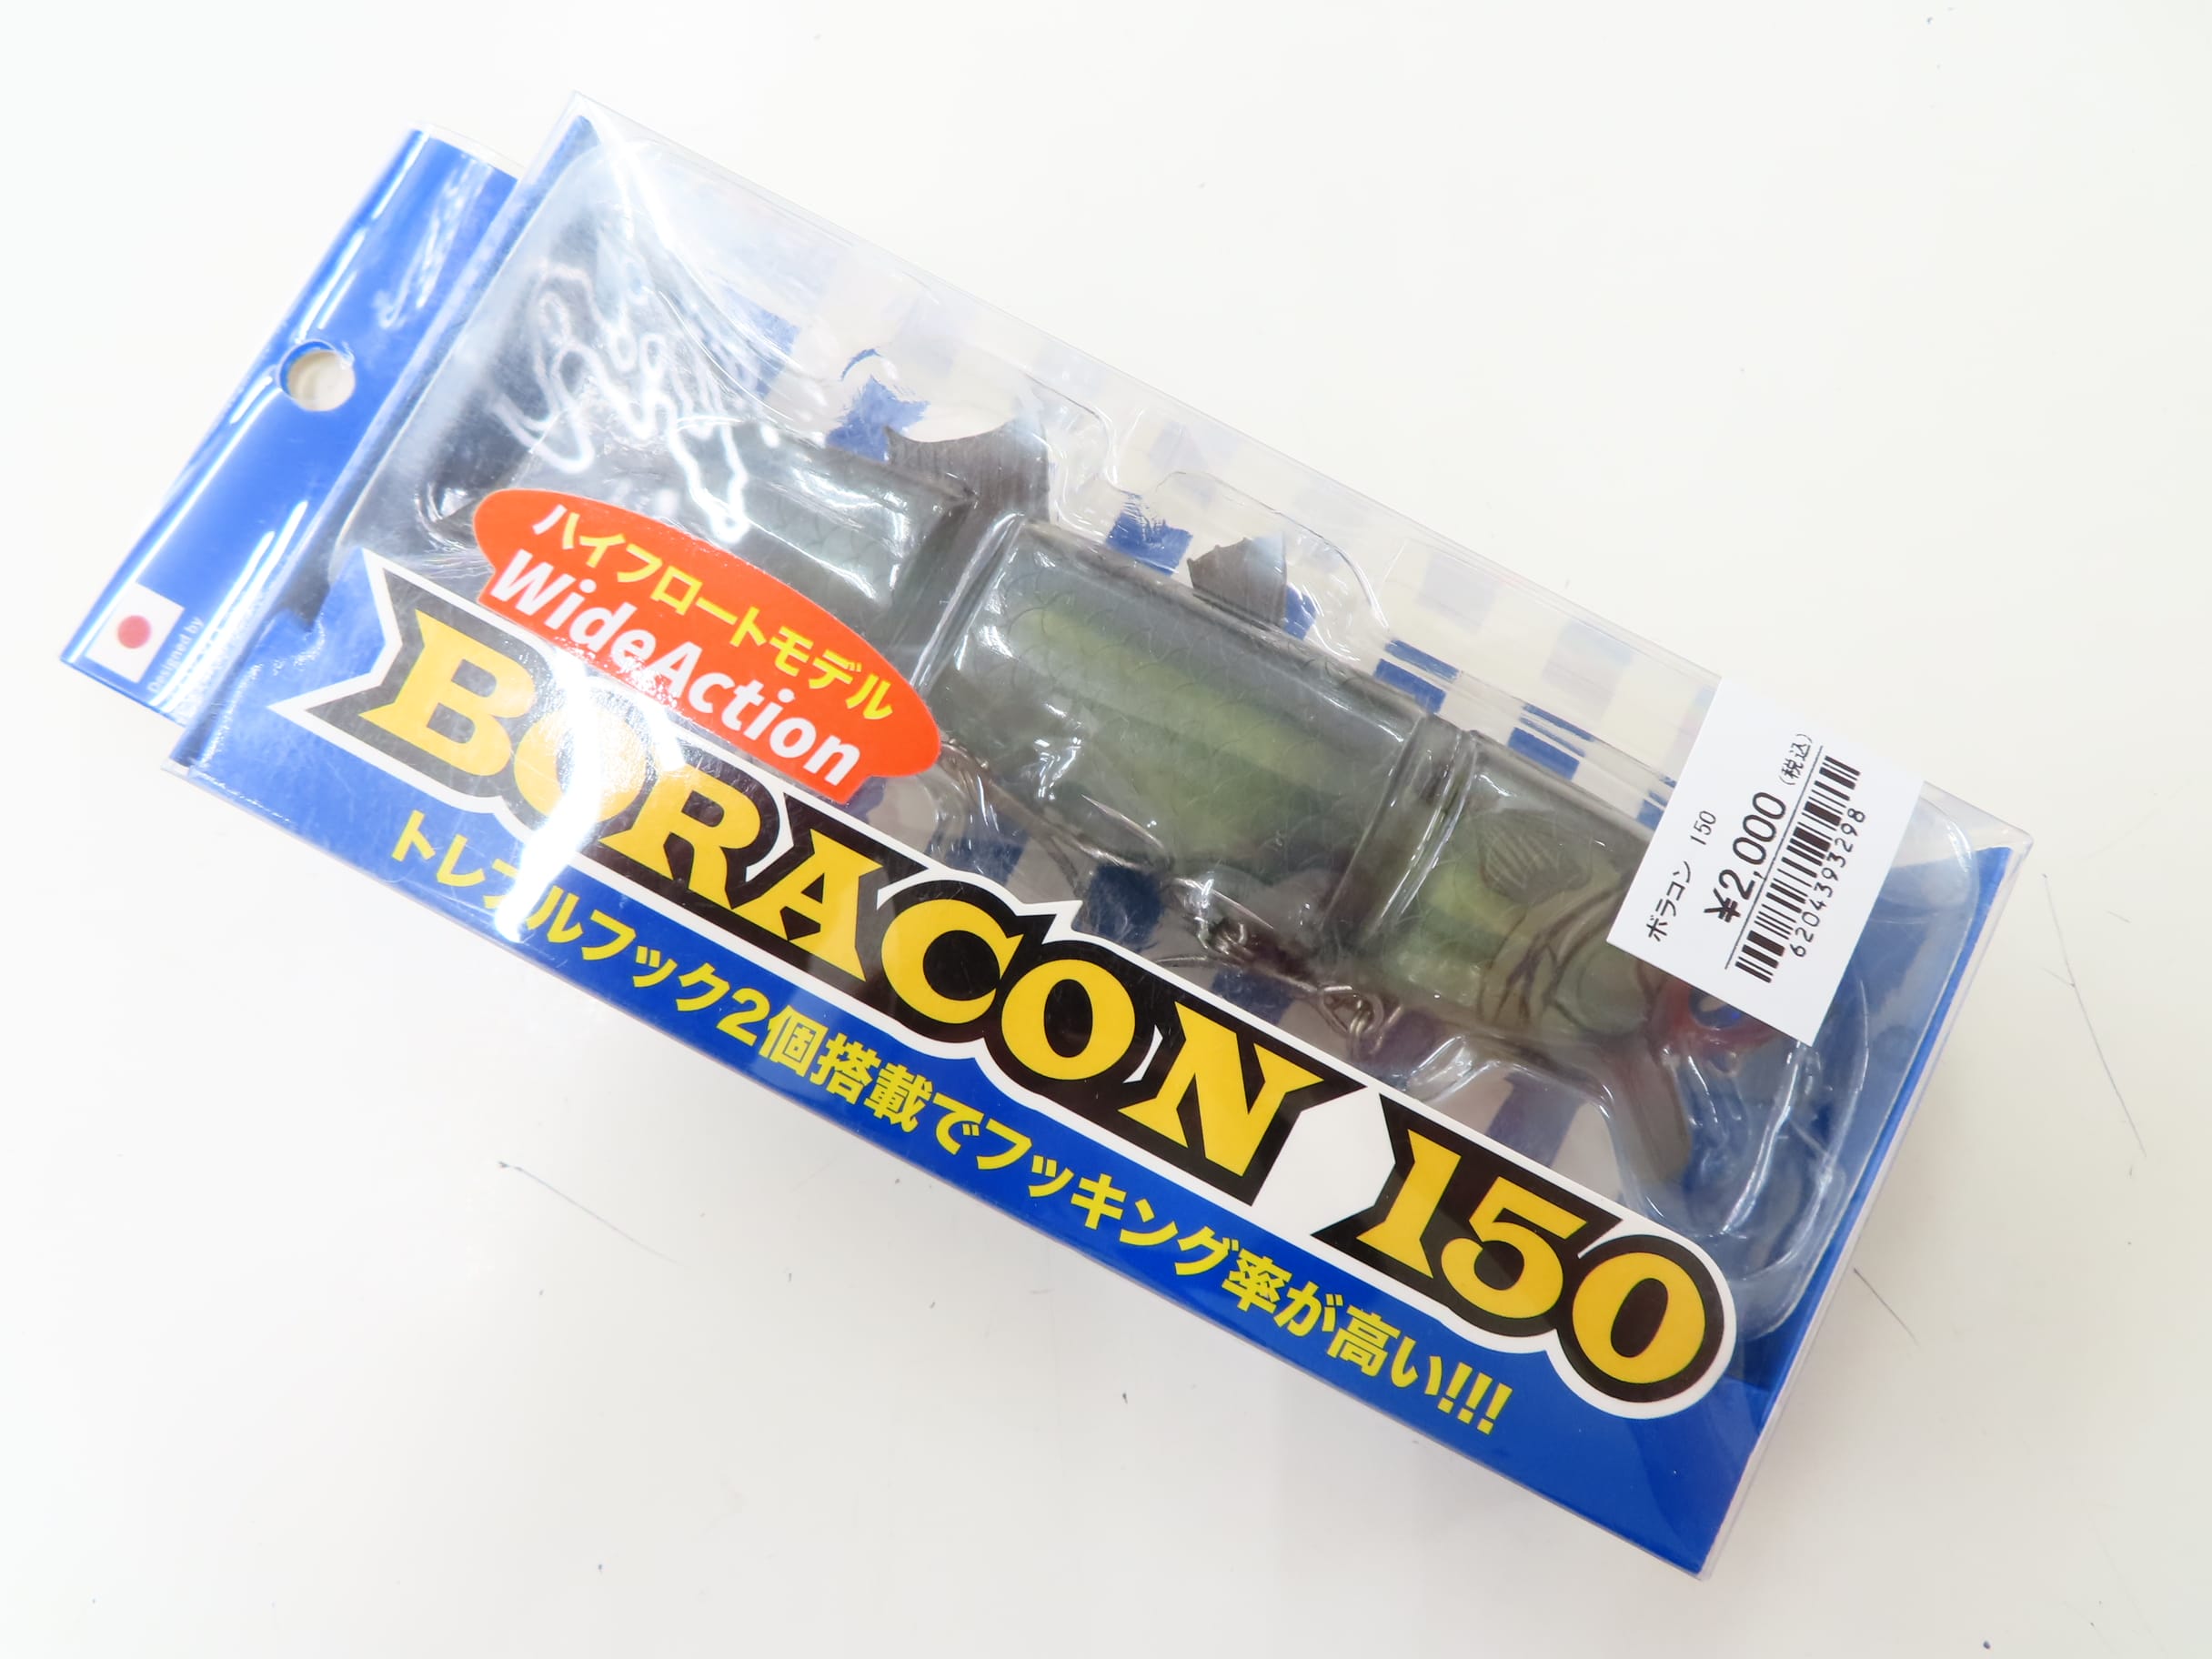 Designed by
ハイフロートモデル
WideAction
BORACON 150
トレブルフック2個搭載でフッキング率が高い!!!
ボラコン 150
¥2,000 (税込)
6204393298